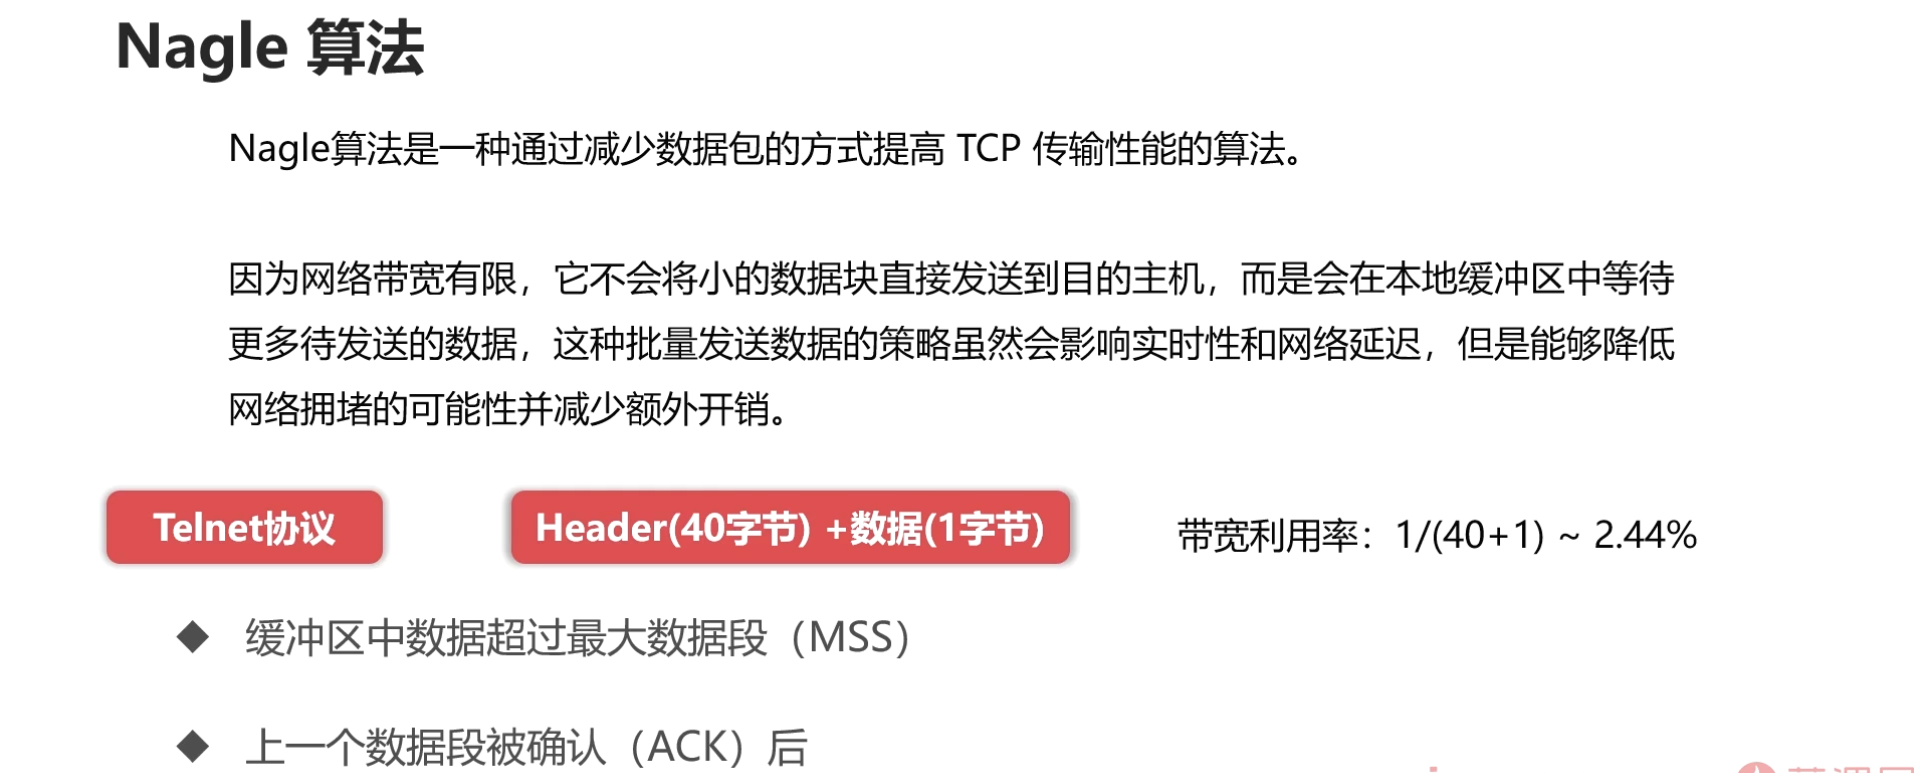 Nagle 算法
Nagle算法是一种通过减少数据包的方式提高 TCP 传输性能的算法。
因为网络带宽有限，它不会将小的数据块直接发送到目的主机，而是会在本地缓冲区中等待
更多待发送的数据，这种批量发送数据的策略虽然会影响实时性和网络延迟，但是能够降低
网络拥堵的可能性并减少额外开销。
Telnet协议
Header(40字节) +数据(1字节)
带宽利用率：1/(40+1) ~ 2.44%
◆ 缓冲区中数据超过最大数据段（MSS）
◆ 上一个数据段被确认（ACK）后